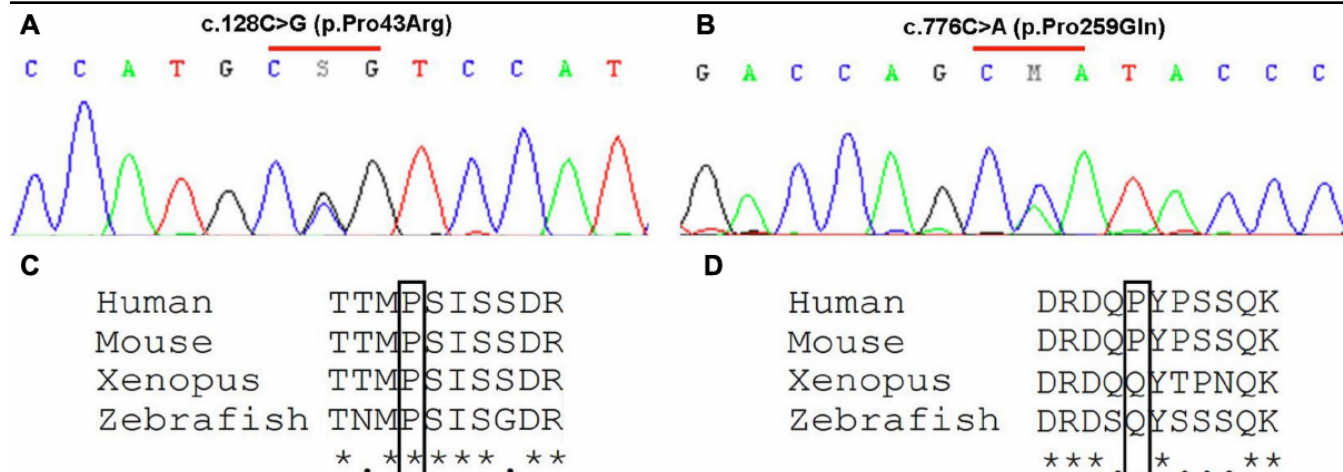 A
c.128C>G (p.Pro43Arg)
C C A T G C S G T C C A T
B
c.776C>A (p.Pro259Gln)
G A C C A G C M A T A C C C
C
Human TTMPSISSDR
Mouse TTMPSISSDR
Xenopus TTMPSISSDR
Zebrafish TNMPSISGDR
*.*****.**
D
Human DRDQPYPSSQK
Mouse DRDQPYPSSQK
Xenopus DRDQQYTPNQK
Zebrafish DRDSQYSSSQK
***. *...**